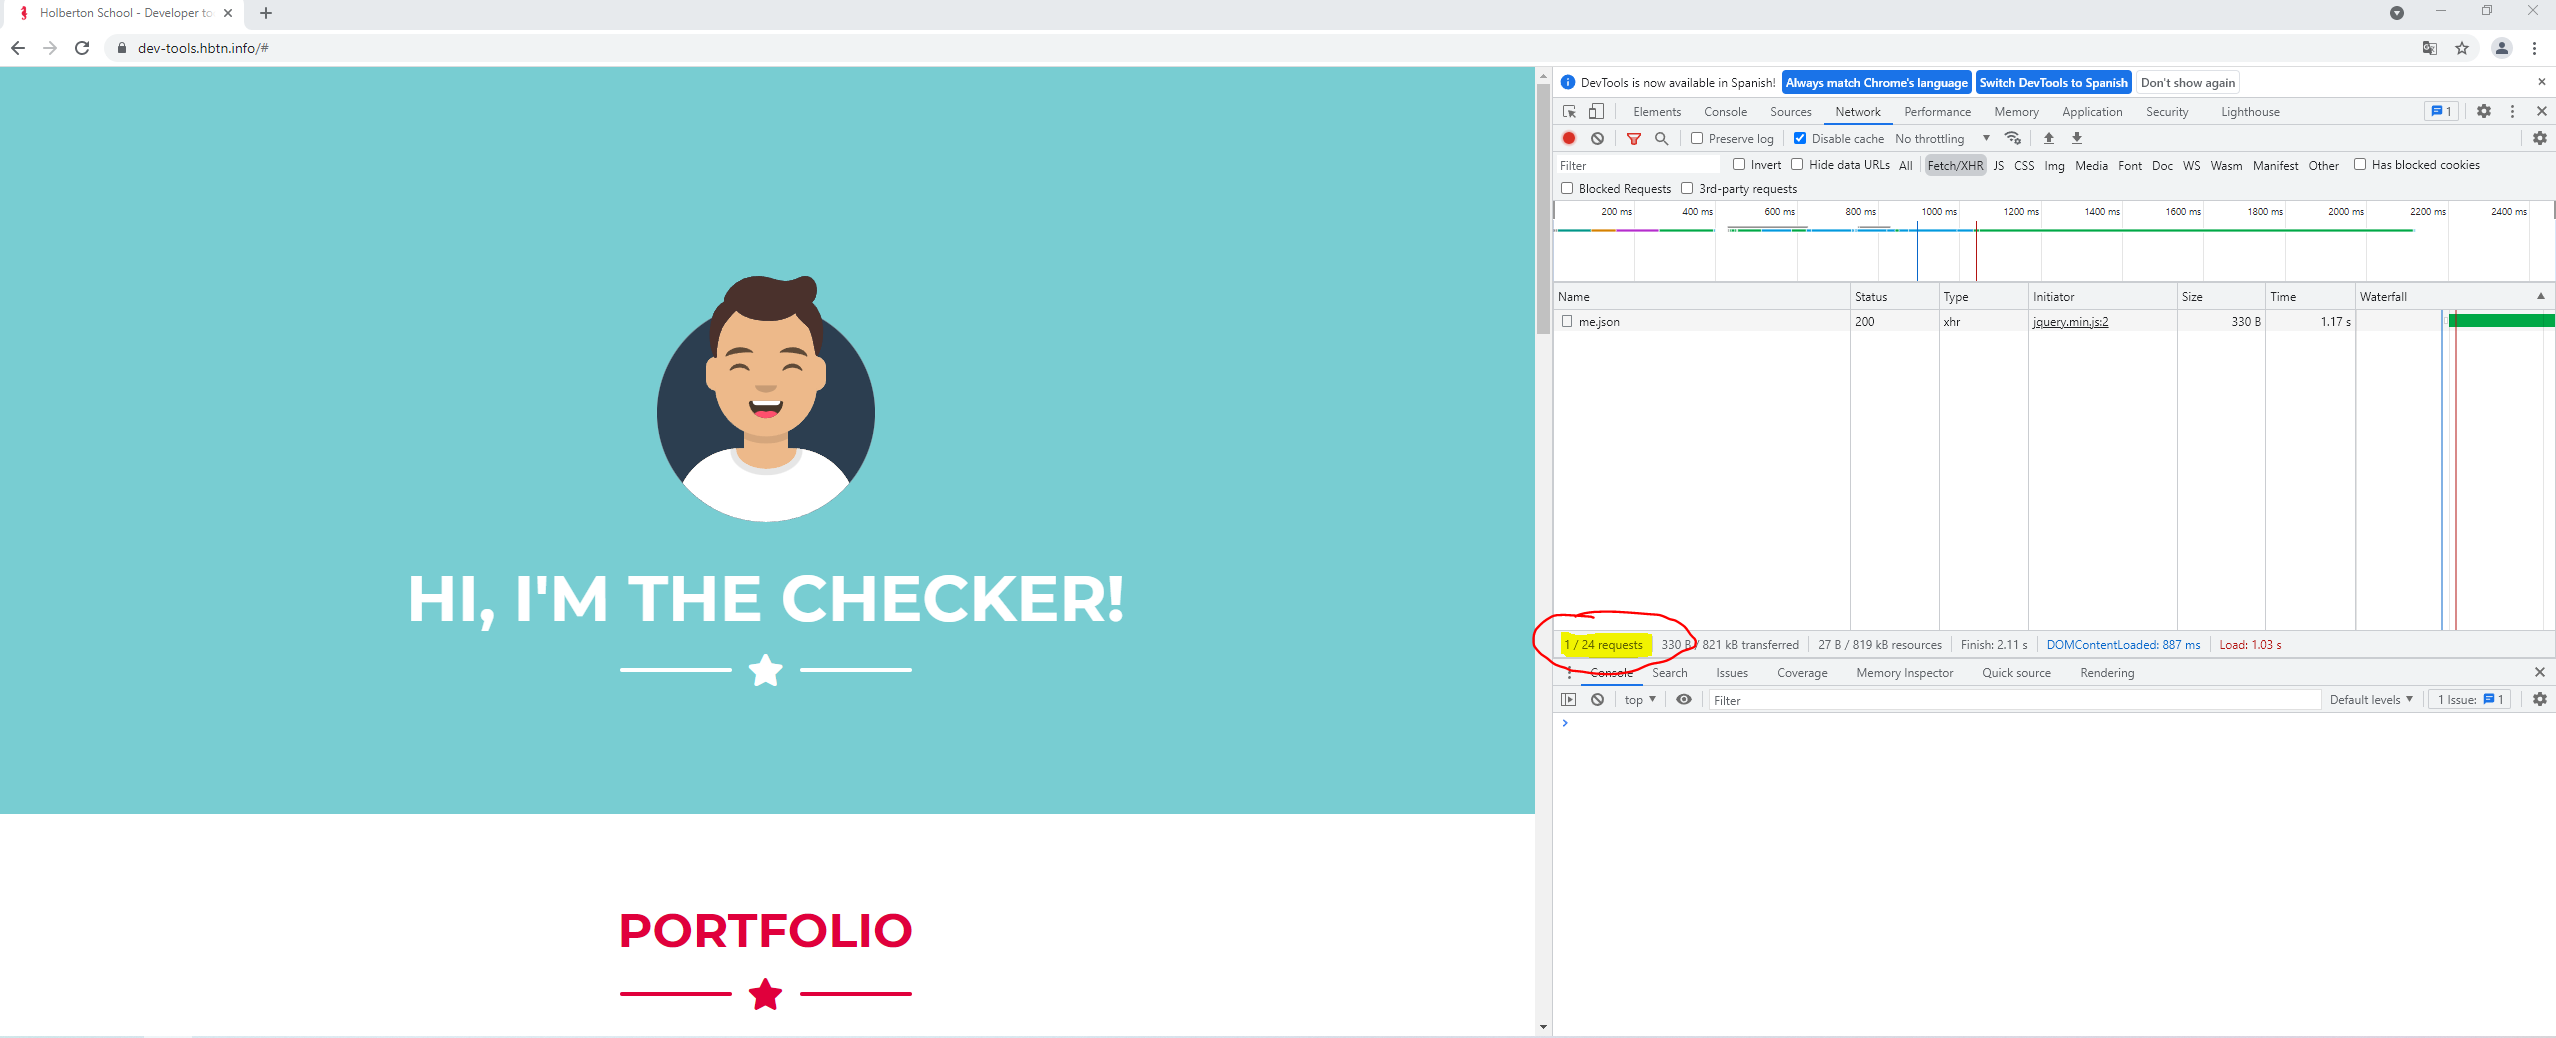 Holberton School - Developer to
dev-tools.hbtn.info/#
HI, I'M THE CHECKER!
PORTFOLIO
DevTools is now available in Spanish! Always match Chrome's language Switch DevTools to Spanish Don't show again
Elements Console Sources Network Performance Memory Application Security Lighthouse 1
Preserve log Disable cache No throttling
Filter Invert Hide data URLs All Fetch/XHR JS CSS Img Media Font Doc WS Wasm Manifest Other Has blocked cookies
Blocked Requests 3rd-party requests
200 ms 400 ms 600 ms 800 ms 1000 ms 1200 ms 1400 ms 1600 ms 1800 ms 2000 ms 2200 ms 2400 ms
Name Status Type Initiator Size Time Waterfall
me.json 200 xhr jquery.min.js:2 330 B 1.17 s
1 / 24 requests 330 B / 821 kB transferred 27 B / 819 kB resources Finish: 2.11 s DOMContentLoaded: 887 ms Load: 1.03 s
Console Search Issues Coverage Memory Inspector Quick source Rendering
top Filter Default levels 1 Issue: 1